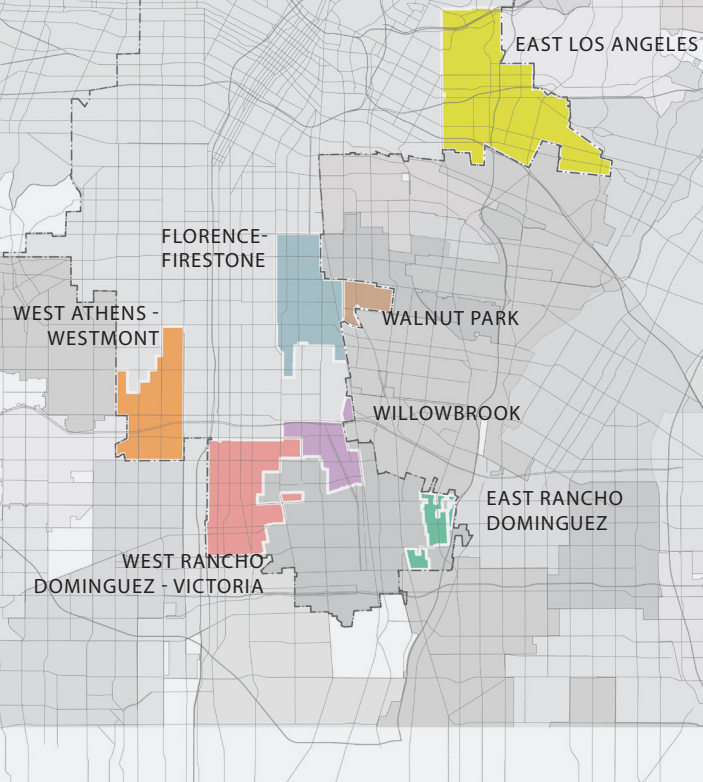 EAST LOS ANGELES
FLORENCE-
FIRESTONE
WEST ATHENS -
WESTMONT
WALNUT PARK
WILLOWBROOK
EAST RANCHO
DOMINGUEZ
WEST RANCHO
DOMINGUEZ - VICTORIA